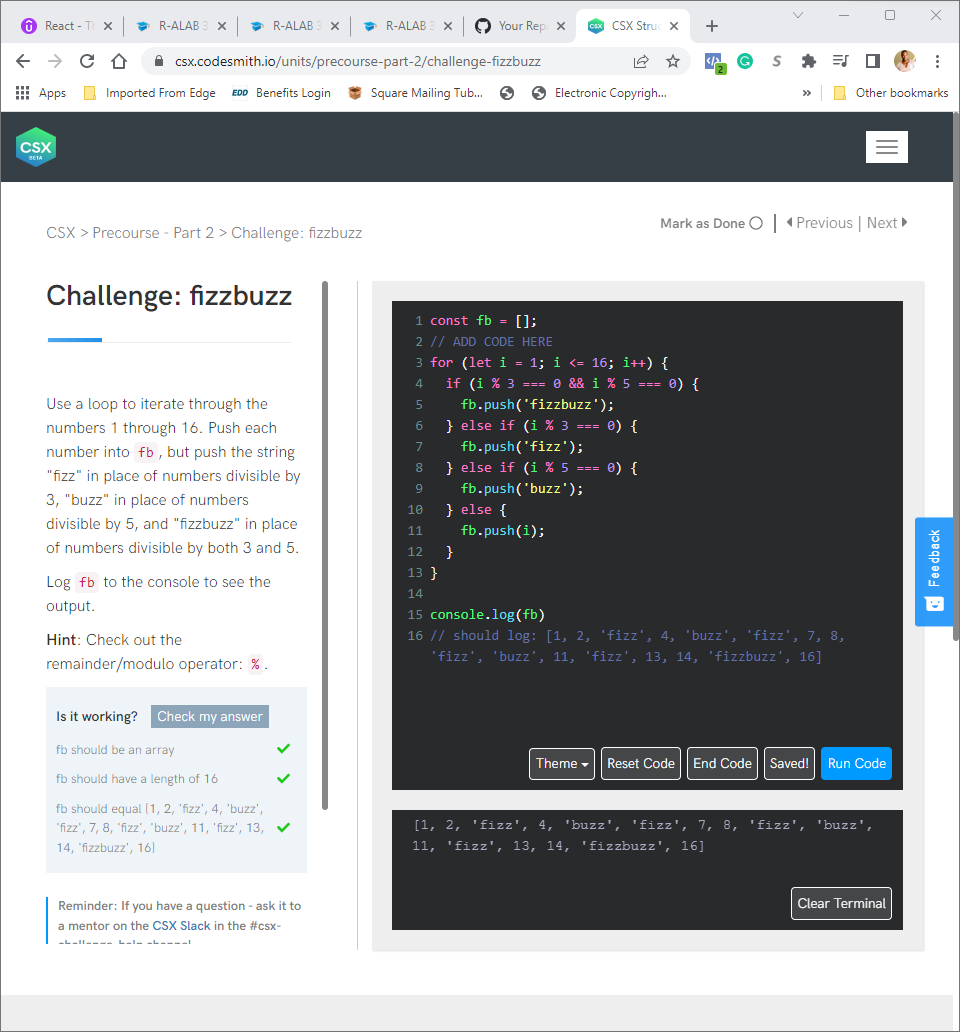 React - T
R-ALAB 3
R-ALAB 3
R-ALAB 3
Your Rep
CSX Stru
csx.codesmith.io/units/precourse-part-2/challenge-fizzbuzz
2
Apps
Imported From Edge
EDD Benefits Login
Square Mailing Tub...
Electronic Copyrigh...
»
Other bookmarks
CSX
BETA
CSX > Precourse - Part 2 > Challenge: fizzbuzz
Mark as Done
Previous | Next
Challenge: fizzbuzz
Use a loop to iterate through the
numbers 1 through 16. Push each
number into fb , but push the string
"fizz" in place of numbers divisible by
3, "buzz" in place of numbers
divisible by 5, and "fizzbuzz" in place
of numbers divisible by both 3 and 5.
Log fb to the console to see the
output.
Hint: Check out the
remainder/modulo operator: % .
Is it working? Check my answer
fb should be an array
fb should have a length of 16
fb should equal [1, 2, 'fizz', 4, 'buzz',
'fizz', 7, 8, 'fizz', 'buzz', 11, 'fizz', 13,
14, 'fizzbuzz', 16]
Reminder: If you have a question - ask it to
a mentor on the CSX Slack in the #csx-
challenge-help channel
1 const fb = [];
2 // ADD CODE HERE
3 for (let i = 1; i <= 16; i++) {
4 if (i % 3 === 0 && i % 5 === 0) {
5 fb.push('fizzbuzz');
6 } else if (i % 3 === 0) {
7 fb.push('fizz');
8 } else if (i % 5 === 0) {
9 fb.push('buzz');
10 } else {
11 fb.push(i);
12 }
13 }
14
15 console.log(fb)
16 // should log: [1, 2, 'fizz', 4, 'buzz', 'fizz', 7, 8,
'fizz', 'buzz', 11, 'fizz', 13, 14, 'fizzbuzz', 16]
Theme
Reset Code
End Code
Saved!
Run Code
[1, 2, 'fizz', 4, 'buzz', 'fizz', 7, 8, 'fizz', 'buzz',
11, 'fizz', 13, 14, 'fizzbuzz', 16]
Clear Terminal
Feedback